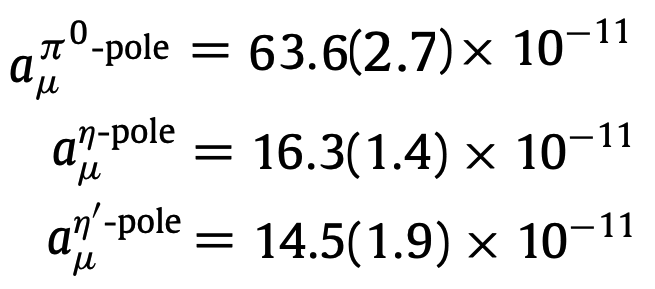 a_μ^{π^0-pole} = 63.6(2.7) × 10^{−11}
a_μ^{η-pole} = 16.3(1.4) × 10^{−11}
a_μ^{η′-pole} = 14.5(1.9) × 10^{−11}